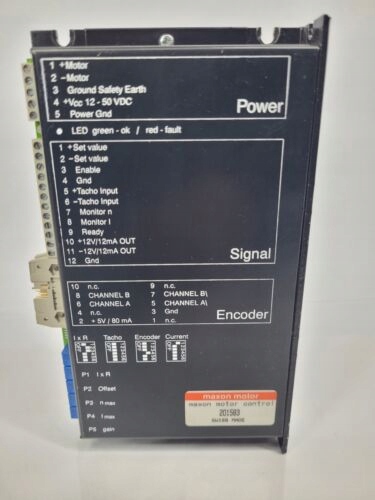 1 +Motor
2 -Motor
3 Ground Safety Earth
4 +Vcc 12 - 50 VDC
5 Power Gnd
Power
LED green-ok / red-fault
1 +Set value
2 -Set value
3 Enable
4 Gnd
5 +Tacho Input
6 -Tacho Input
7 Monitor n
8 Monitor I
9 Ready
10 +12V/12mA OUT
11 -12V/12mA OUT
12 Gnd
Signal
10 n.c. 9 n.c.
8 CHANNEL B 7 CHANNEL B\
6 CHANNEL A 5 CHANNEL A\
4 n.c. 3 Gnd
2 +5V / 80 mA 1 n.c.
Encoder
I x R Tacho Encoder Current
P1 I x R
P2 Offset
P3 n max
P4 I max
P5 gain
maxon motor
maxon motor control
201583
SWISS MADE